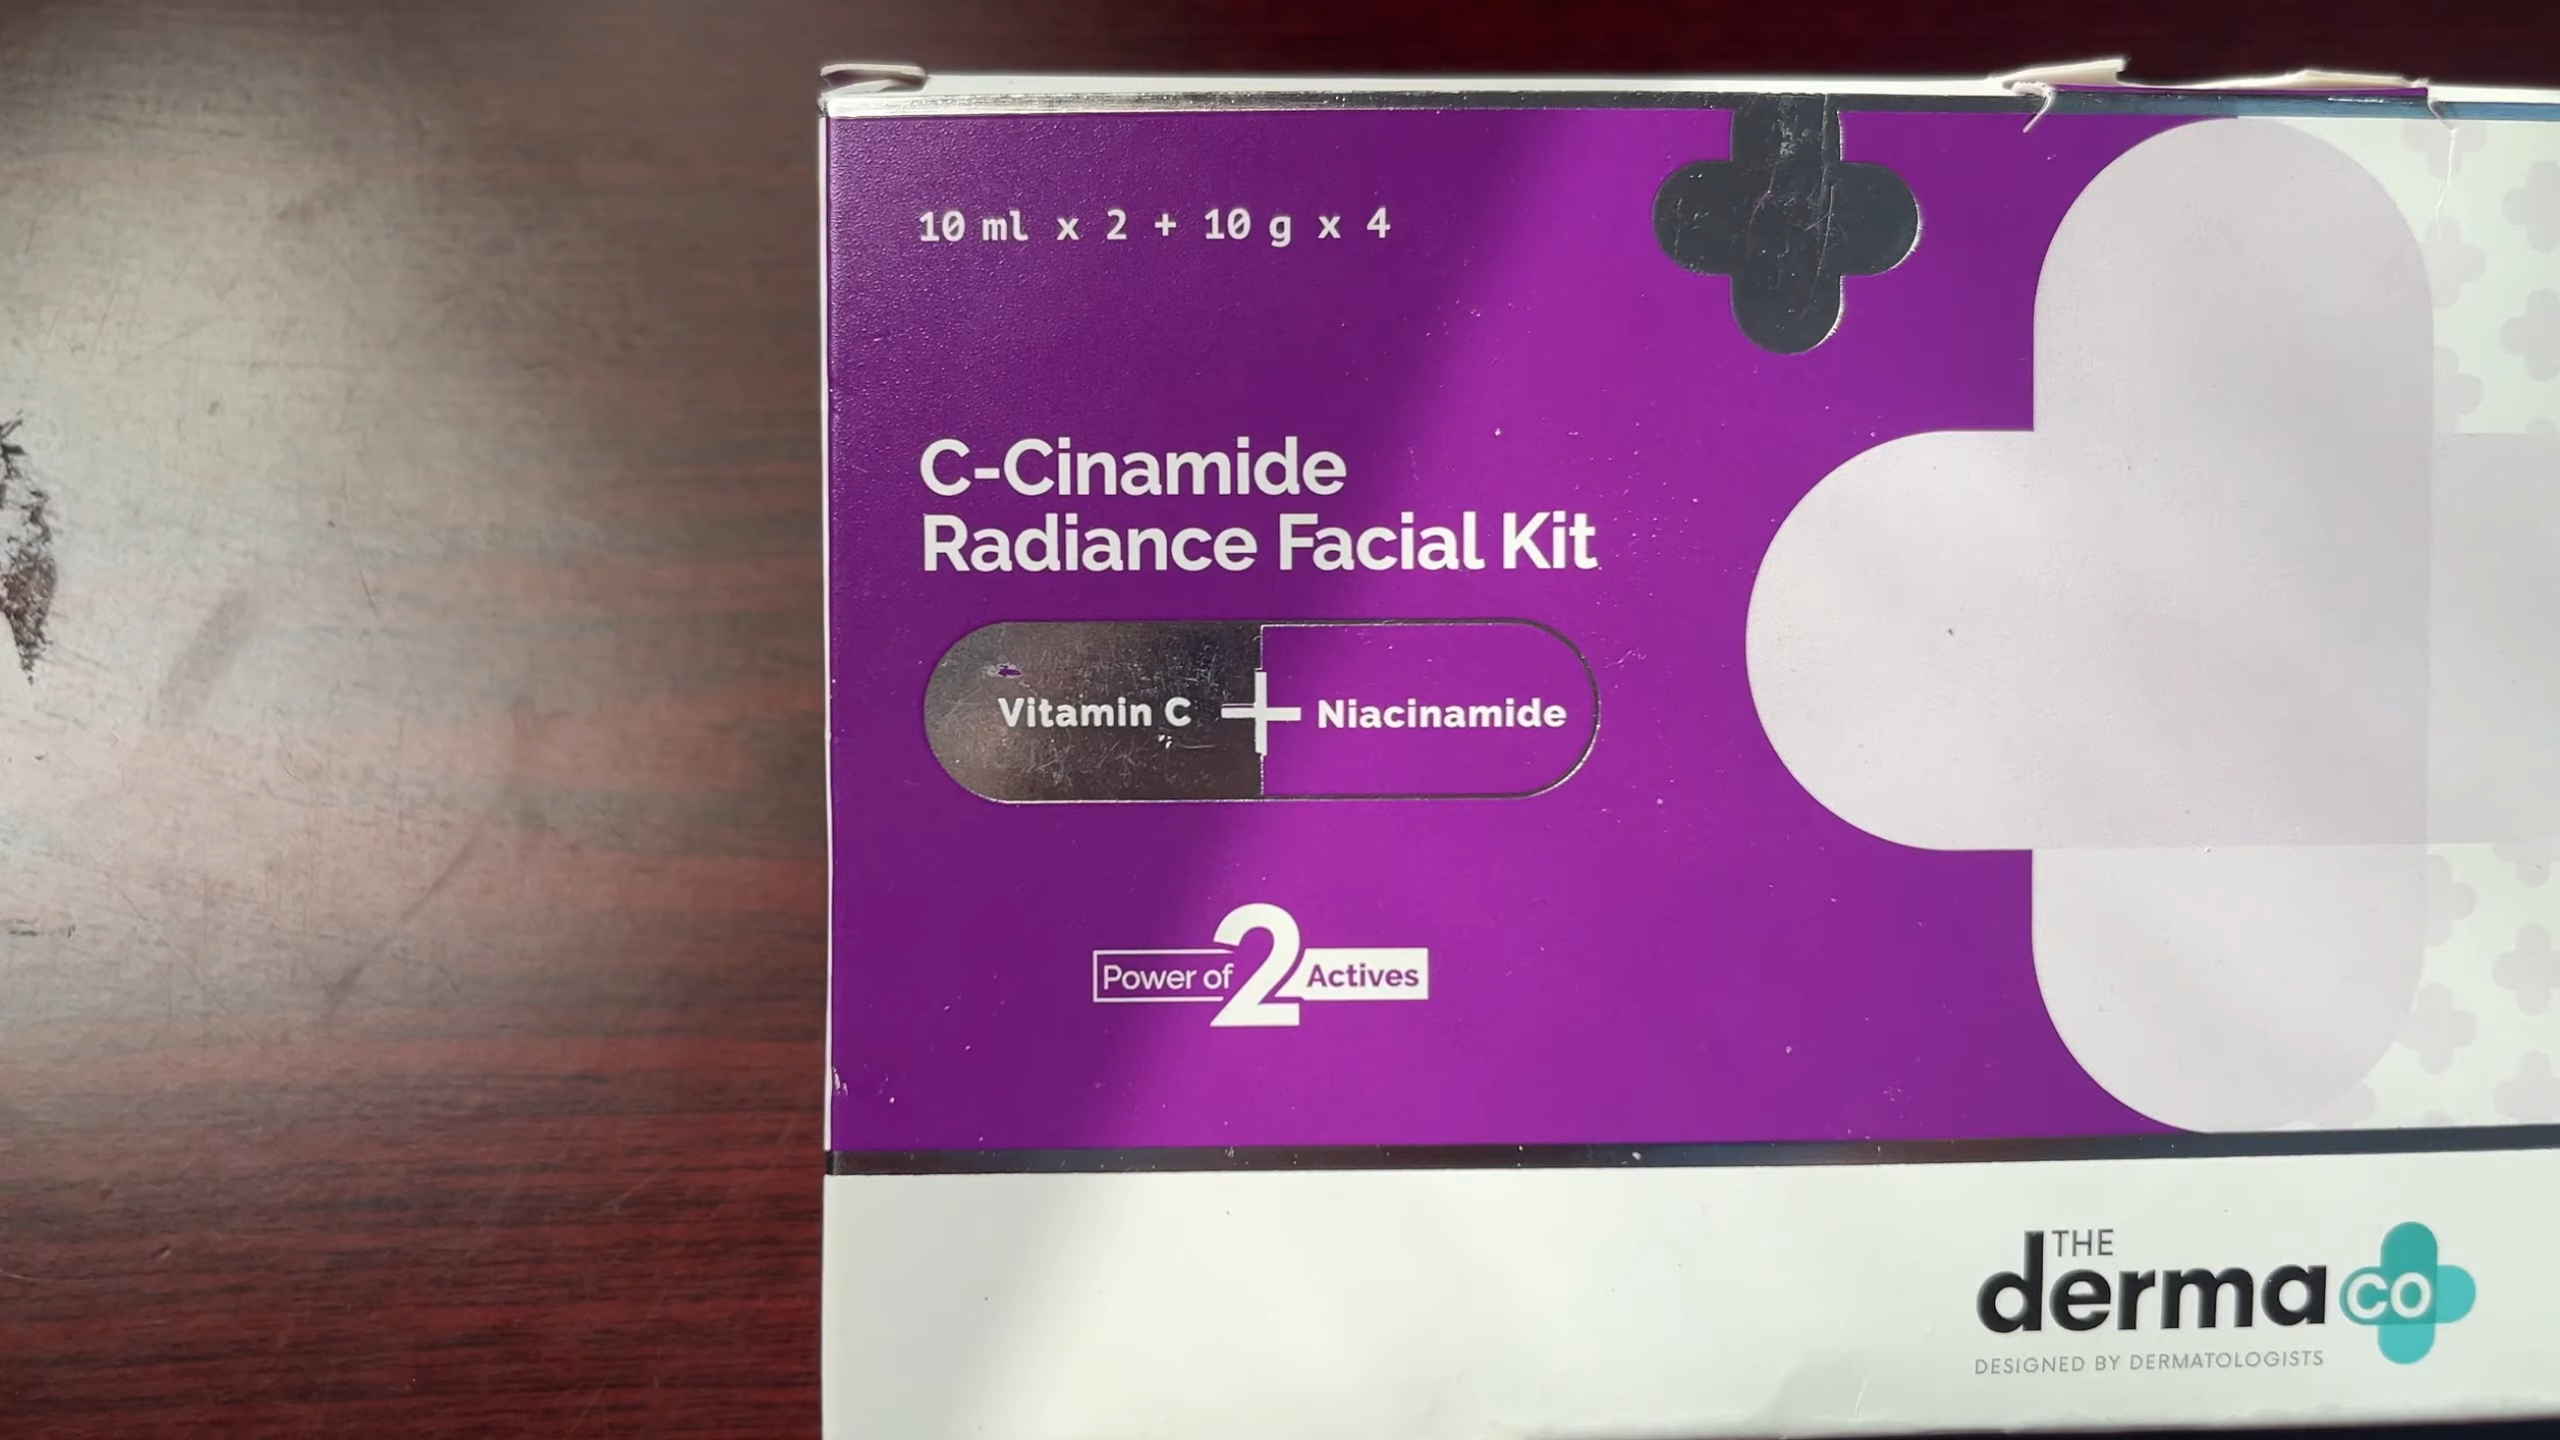 10 ml x 2 + 10 g x 4
C-Cinamide
Radiance Facial Kit
Vitamin C + Niacinamide
Power of 2 Actives
THE
derma co
DESIGNED BY DERMATOLOGISTS